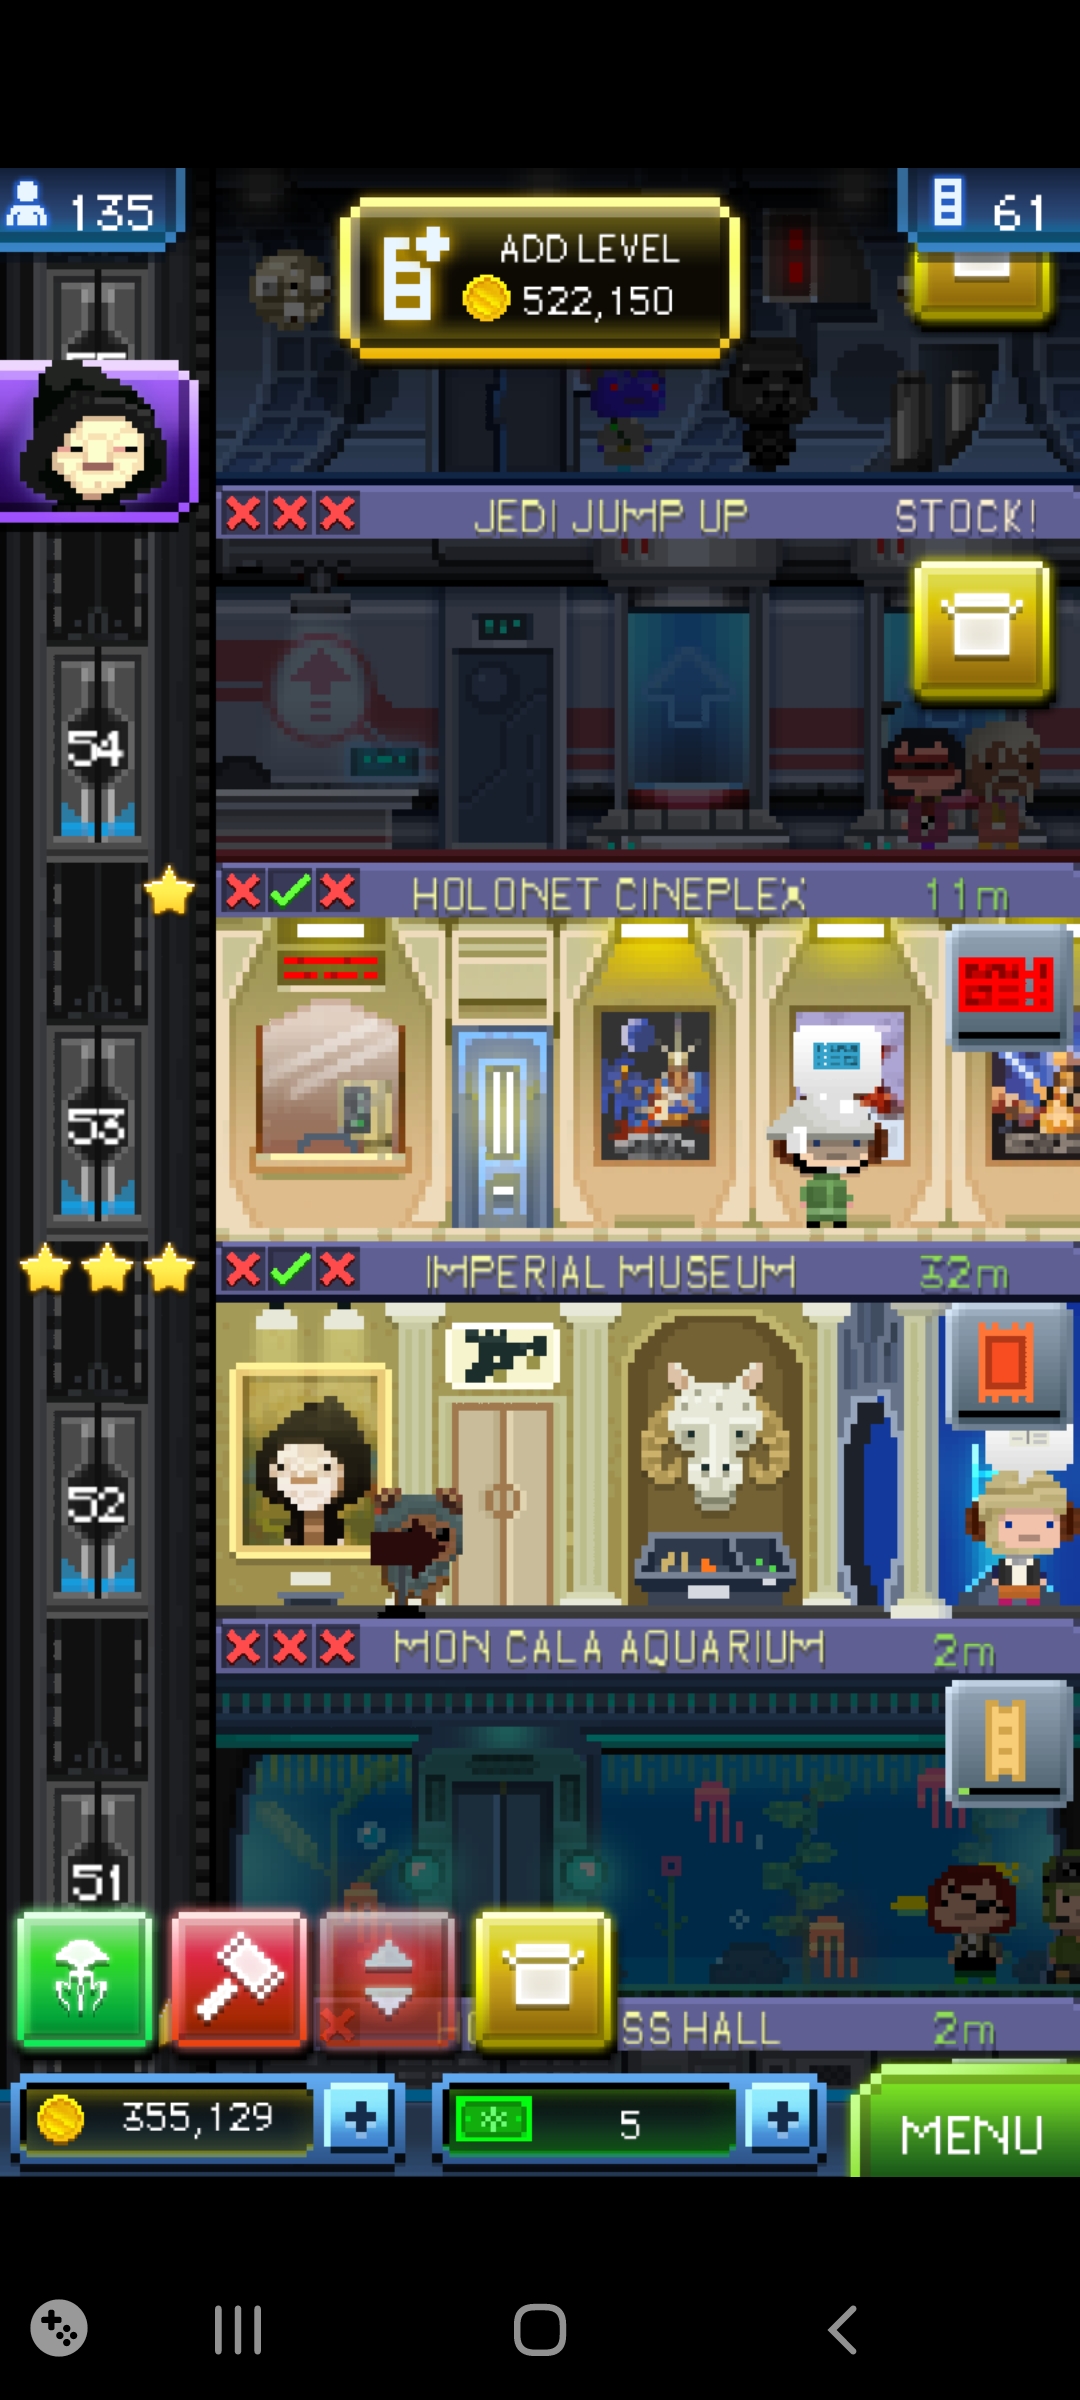 135
ADD LEVEL
522,150
61
JEDI JUMP UP
STOCK!
54
HOLONET CINEPLEX
11m
53
IMPERIAL MUSEUM
32m
52
MON CALA AQUARIUM
2m
51
SS HALL
2m
355,129
5
MENU